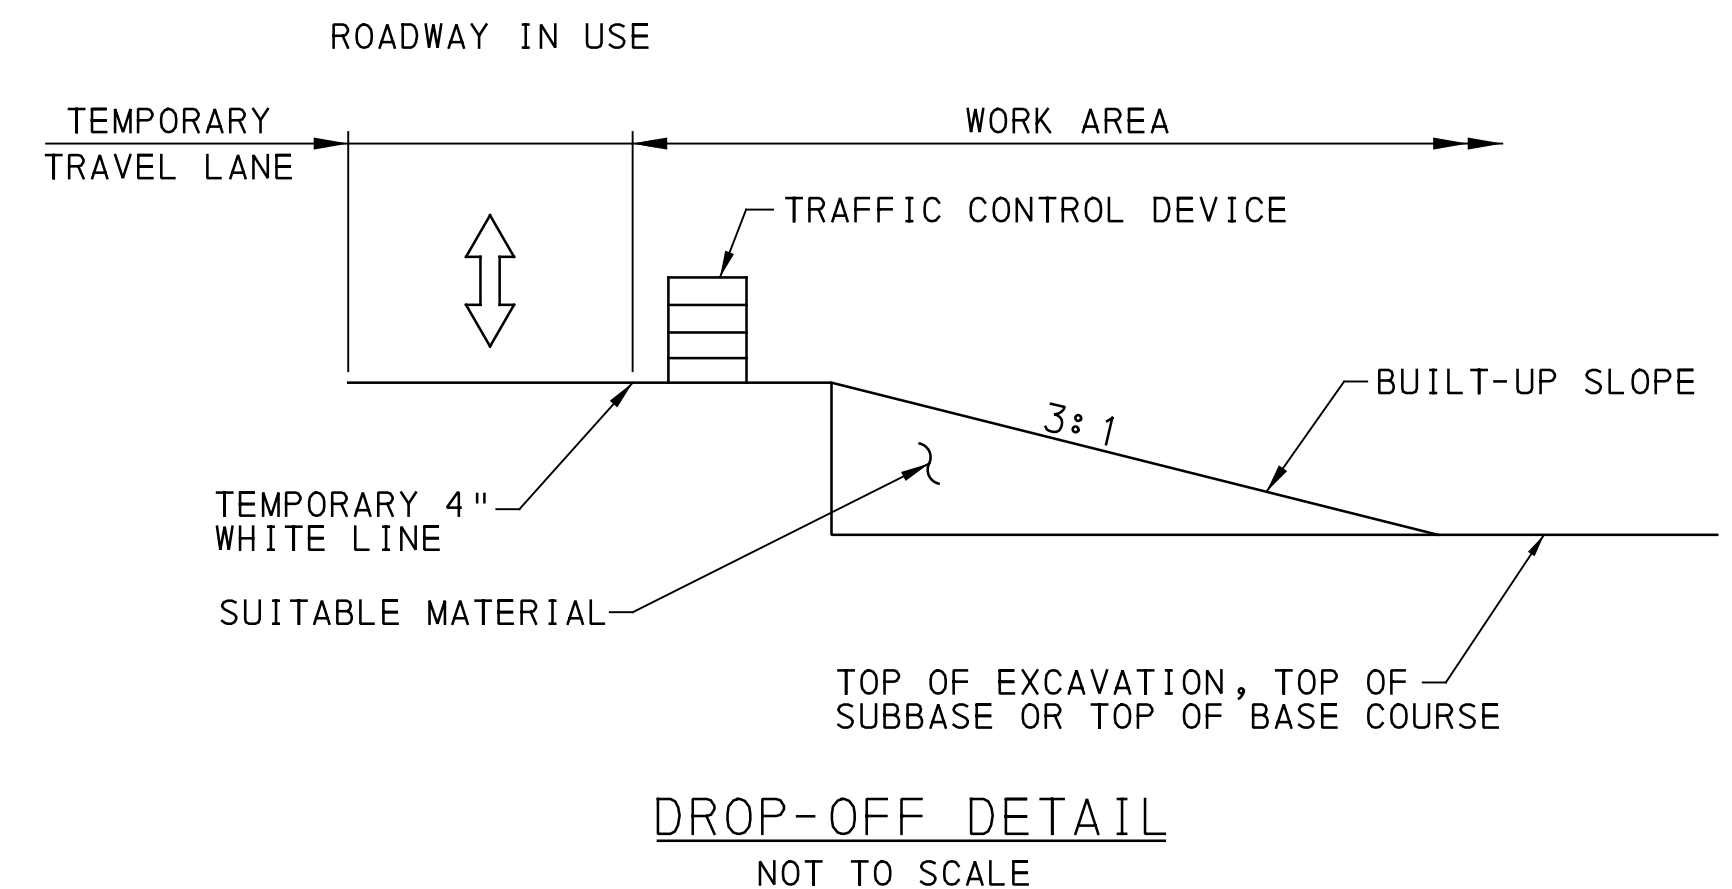 ROADWAY IN USE
TEMPORARY
TRAVEL LANE
WORK AREA
TRAFFIC CONTROL DEVICE
BUILT-UP SLOPE
3:1
TEMPORARY 4"
WHITE LINE
SUITABLE MATERIAL
TOP OF EXCAVATION, TOP OF
SUBBASE OR TOP OF BASE COURSE
DROP-OFF DETAIL
NOT TO SCALE